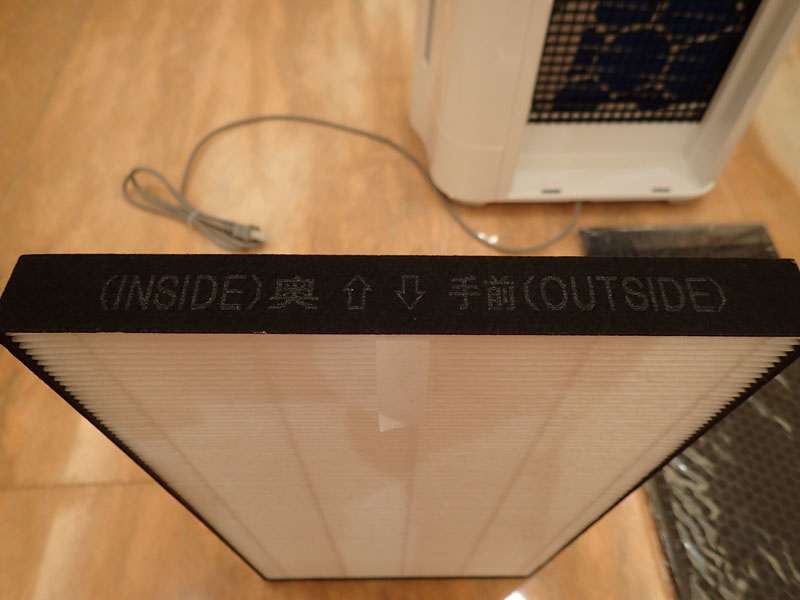 (INSIDE)奥 ⇧ ⇩ 手前(OUTSIDE)